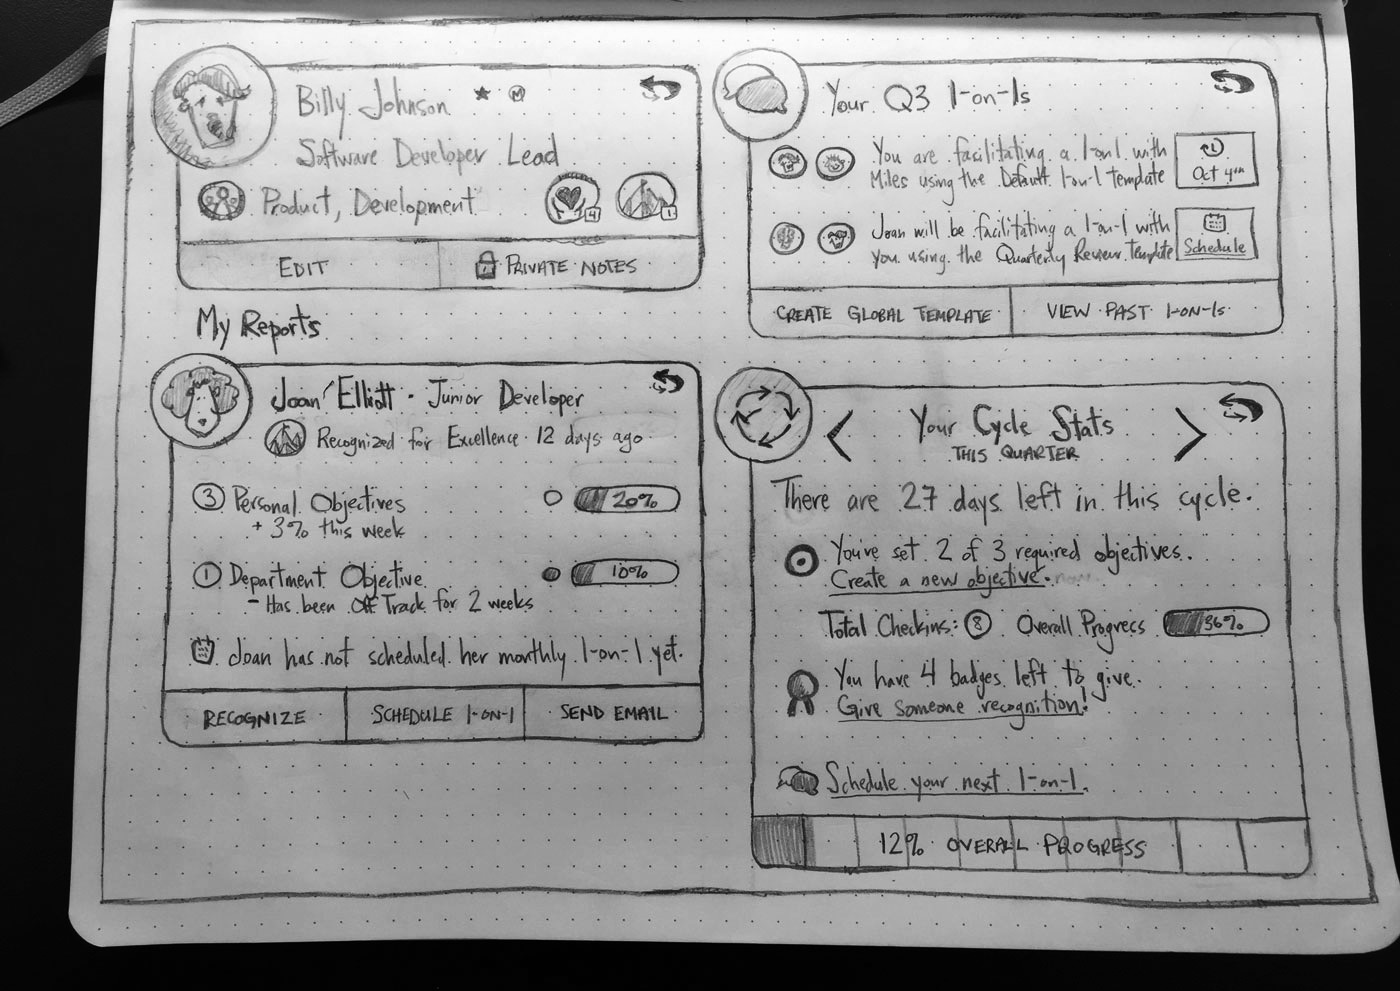 Billy Johnson
M
Software Developer Lead
Product, Development
4
1
EDIT
PRIVATE NOTES
My Reports
Joan Elliott · Junior Developer
Recognized for Excellence · 12 days ago
3 Personal Objectives
20%
+ 3% this week
1 Department Objective
10%
- Has been Off Track for 2 weeks
Joan has not scheduled her monthly 1-on-1 yet.
RECOGNIZE
SCHEDULE 1-ON-1
SEND EMAIL
Your Q3 1-on-1s
You are facilitating a 1-on-1 with
Miles using the Default 1-on-1 template
Oct 4th
Joan will be facilitating a 1-on-1 with
you using the Quarterly Review Template
Schedule
CREATE GLOBAL TEMPLATE
VIEW PAST 1-ON-1s
Your Cycle Stats
THIS QUARTER
There are 27 days left in this cycle.
You've set 2 of 3 required objectives.
Create a new objective.
Total Checkins: 8 Overall Progress 36%
You have 4 badges left to give.
Give someone recognition!
Schedule your next 1-on-1.
12% OVERALL PROGRESS